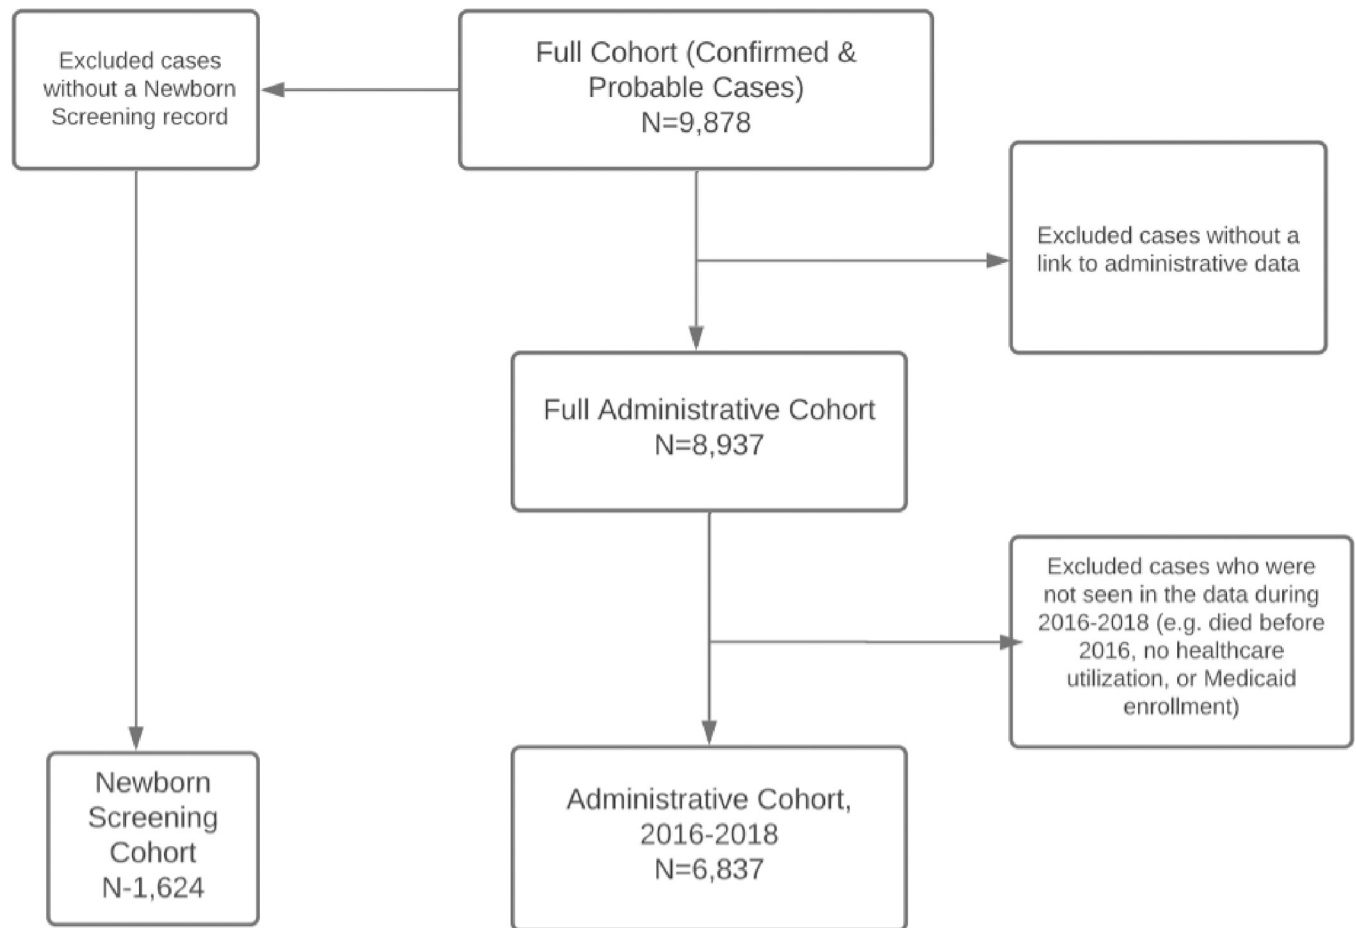 Excluded cases
without a Newborn
Screening record
Full Cohort (Confirmed &
Probable Cases)
N=9,878
Excluded cases without a
link to administrative data
Full Administrative Cohort
N=8,937
Excluded cases who were
not seen in the data during
2016-2018 (e.g. died before
2016, no healthcare
utilization, or Medicaid
enrollment)
Newborn
Screening
Cohort
N-1,624
Administrative Cohort,
2016-2018
N=6,837